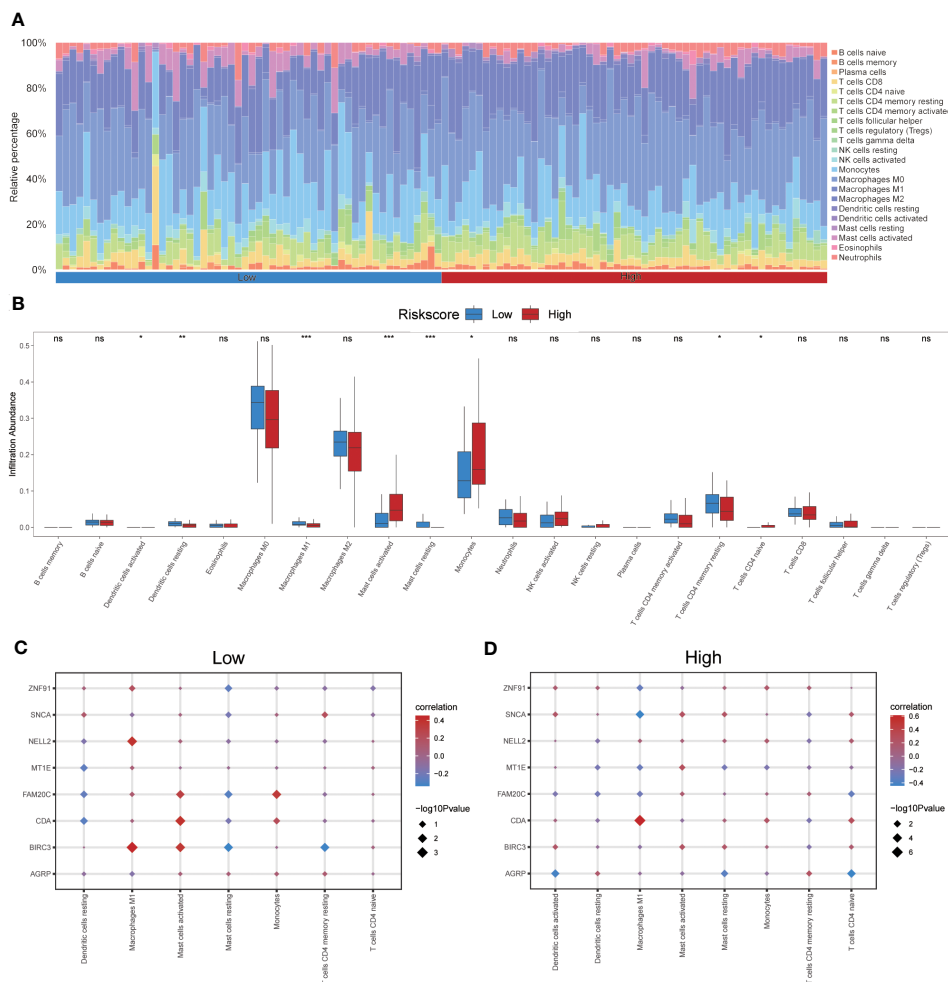 A
100%
80%
60%
40%
20%
0%
Relative percentage
Low
High
B cells naive
B cells memory
Plasma cells
T cells CD8
T cells CD4 naive
T cells CD4 memory resting
T cells CD4 memory activate
T cells follicular helper
T cells regulatory (Tregs)
T cells gamma delta
NK cells resting
NK cells activated
Monocytes
Macrophages M0
Macrophages M1
Macrophages M2
Dendritic cells resting
Dendritic cells activated
Mast cells resting
Mast cells activated
Eosinophils
Neutrophils
B
Riskscore Low High
ns ns * ** ns ns *** ns *** *** * ns ns ns ns ns * * ns ns ns ns
0.5
0.4
0.3
0.2
0.1
0.0
Infiltration Abundance
B cells memory
B cells naive
Dendritic cells activated
Dendritic cells resting
Eosinophils
Macrophages M0
Macrophages M1
Macrophages M2
Mast cells activated
Mast cells resting
Monocytes
Neutrophils
NK cells activated
NK cells resting
Plasma cells
T cells CD4 memory activated
T cells CD4 memory resting
T cells CD4 naive
T cells CD8
T cells follicular helper
T cells gamma delta
T cells regulatory (Tregs)
C
Low
ZNF91
SNCA
NELL2
MT1E
FAM20C
CDA
BIRC3
AGRP
Dendritic cells resting
Macrophages M1
Mast cells activated
Mast cells resting
Monocytes
T cells CD4 memory resting
T cells CD4 naive
correlation
0.4
0.2
0.0
−0.2
−log10Pvalue
1
2
3
D
High
ZNF91
SNCA
NELL2
MT1E
FAM20C
CDA
BIRC3
AGRP
Dendritic cells activated
Dendritic cells resting
Macrophages M1
Mast cells activated
Mast cells resting
Monocytes
T cells CD4 memory resting
T cells CD4 naive
correlation
0.6
0.4
0.2
0.0
−0.2
−0.4
−log10Pvalue
2
4
6